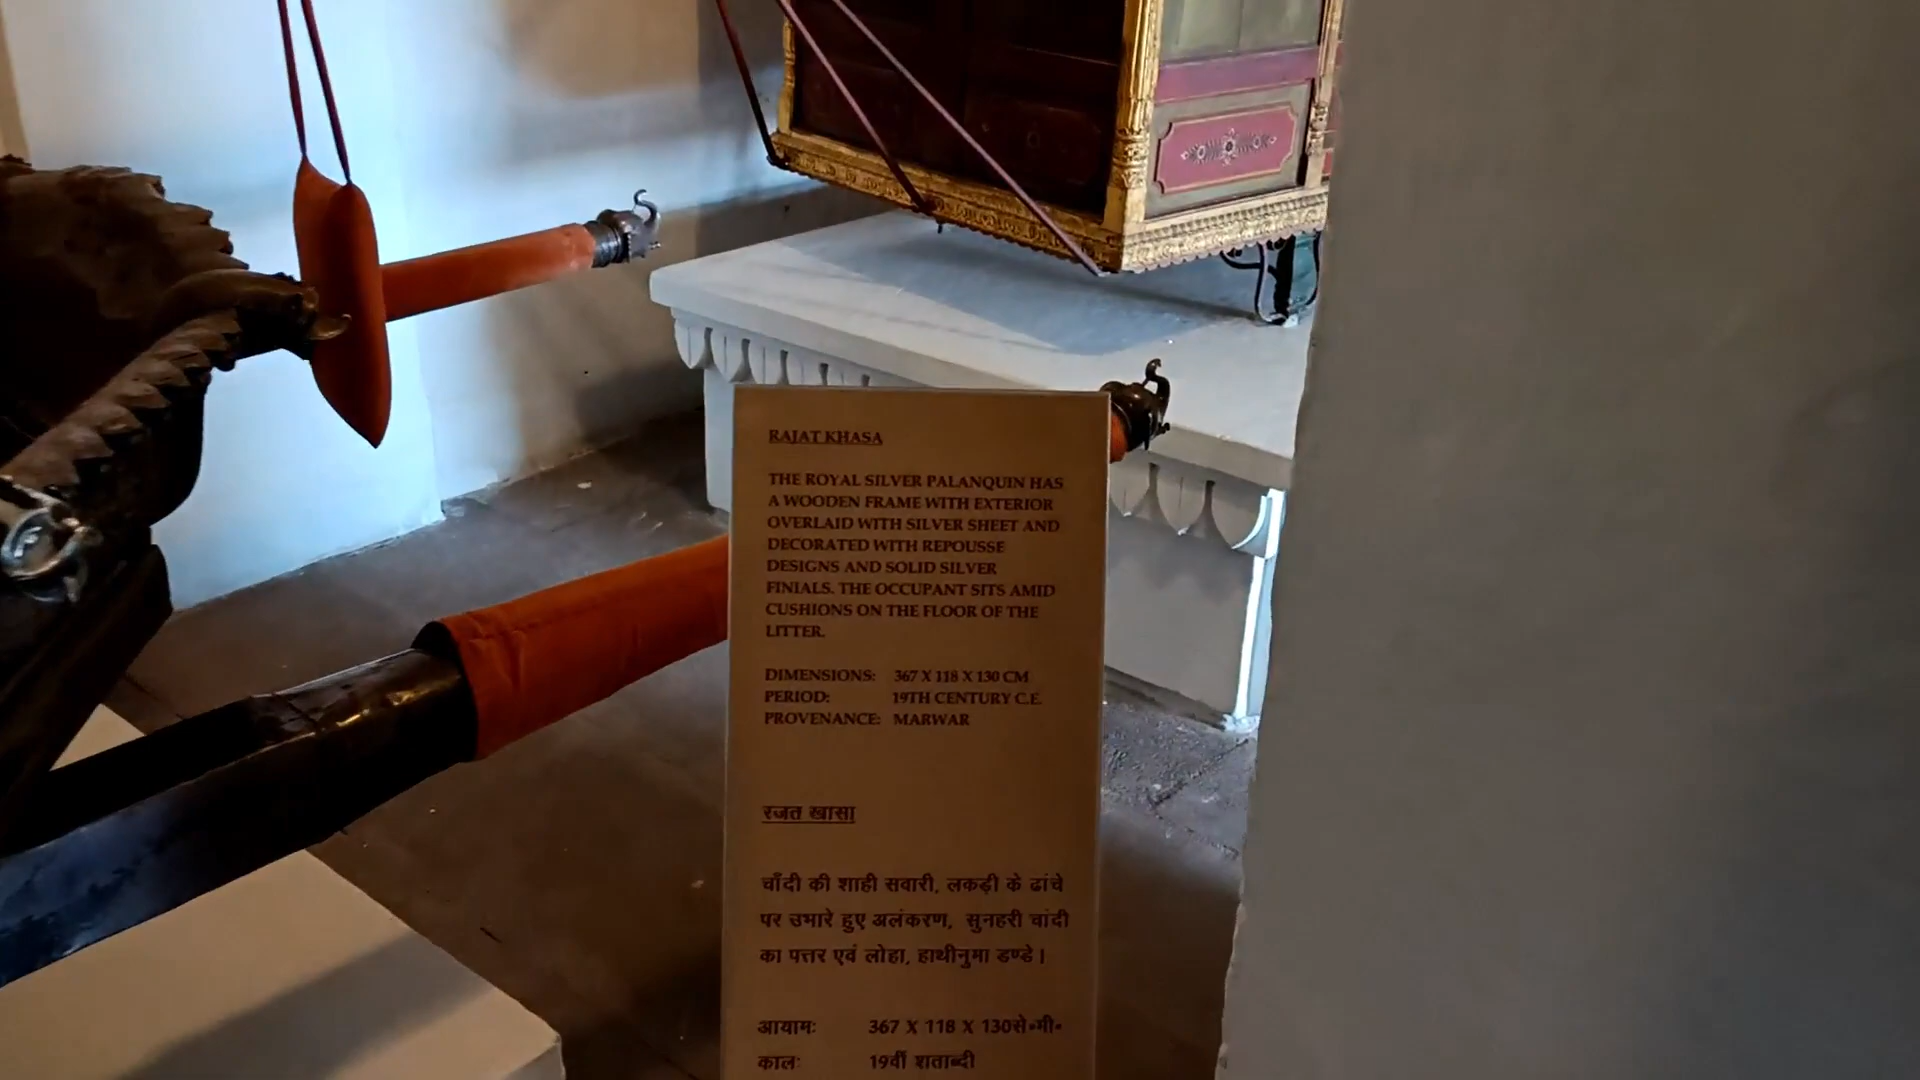 RAJAT KHASA
THE ROYAL SILVER PALANQUIN HAS
A WOODEN FRAME WITH EXTERIOR
OVERLAID WITH SILVER SHEET AND
DECORATED WITH REPOUSSE
DESIGNS AND SOLID SILVER
FINIALS. THE OCCUPANT SITS AMID
CUSHIONS ON THE FLOOR OF THE
LITTER.
DIMENSIONS: 367 X 118 X 130 CM
PERIOD: 19TH CENTURY C.E.
PROVENANCE: MARWAR
रजत खासा
चाँदी की शाही सवारी, लकड़ी के ढांचे
पर उभारे हुए अलंकरण, सुनहरी चांदी
का पत्तर एवं लोहा, हाथीनुमा डण्डे।
आयामः 367 X 118 X 130से॰मी॰
कालः 19वीं शताब्दी